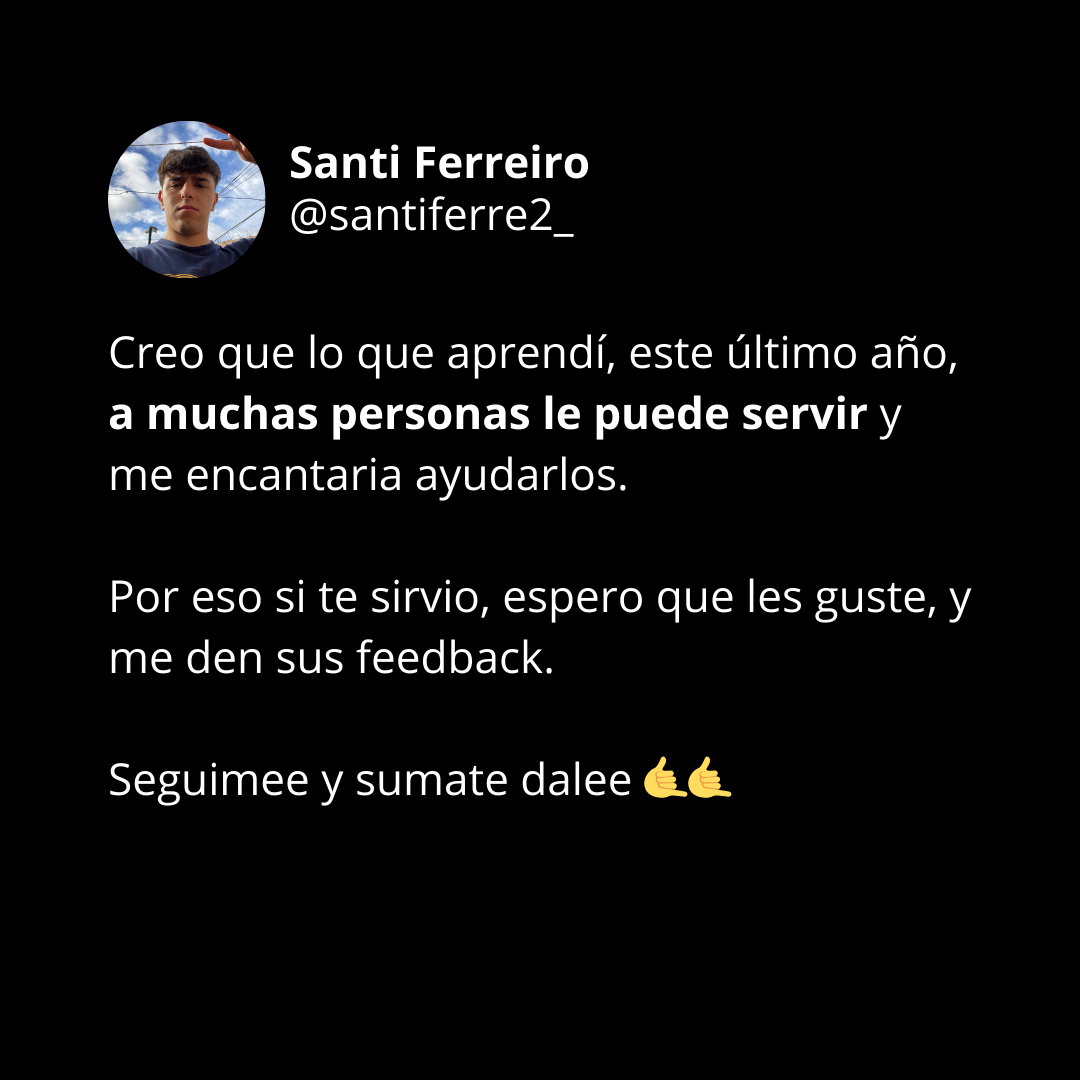 Santi Ferreiro
@santiferre2_
Creo que lo que aprendí, este último año,
a muchas personas le puede servir y
me encantaria ayudarlos.
Por eso si te sirvio, espero que les guste, y
me den sus feedback.
Seguimee y sumate dalee 🤙🤙